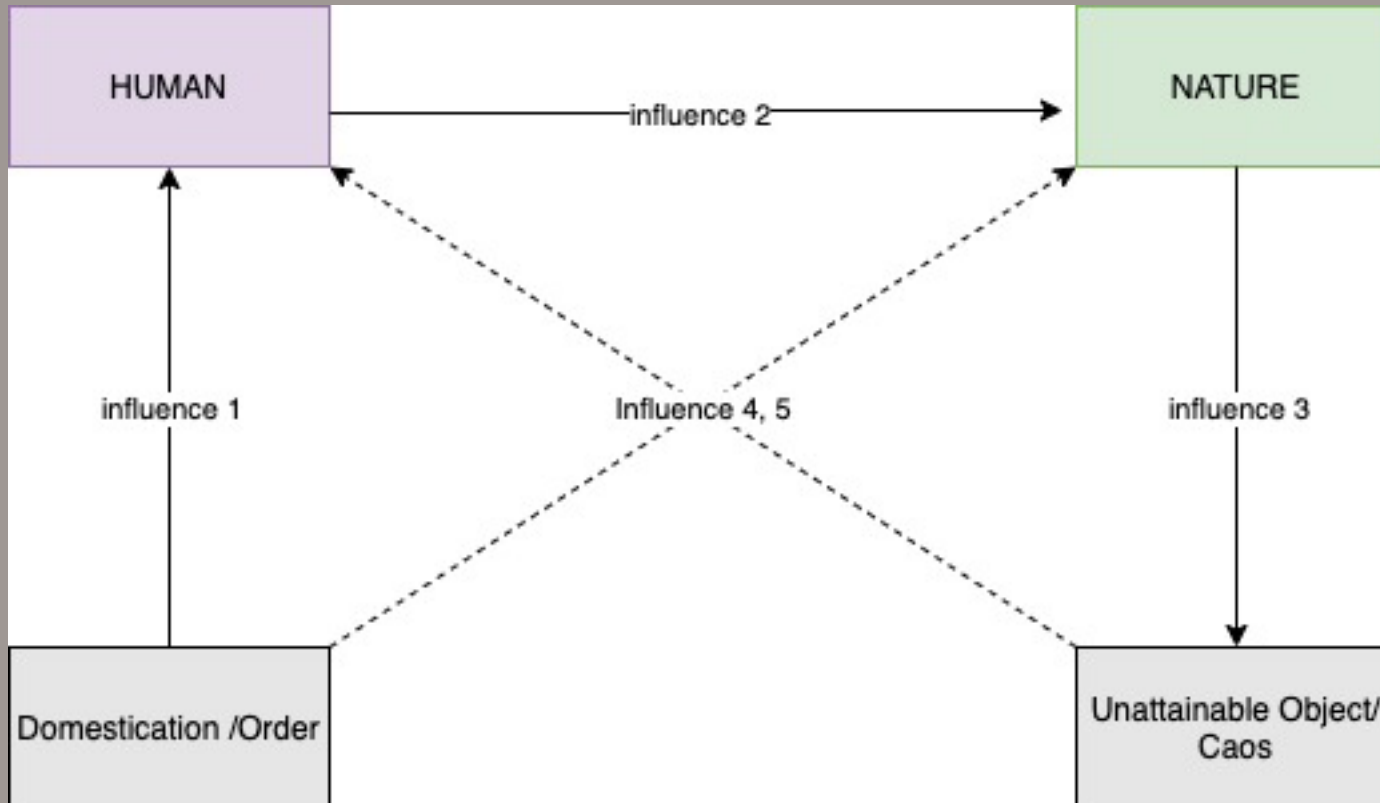 HUMAN
NATURE
influence 2
influence 1
Influence 4, 5
influence 3
Domestication /Order
Unattainable Object/
Caos